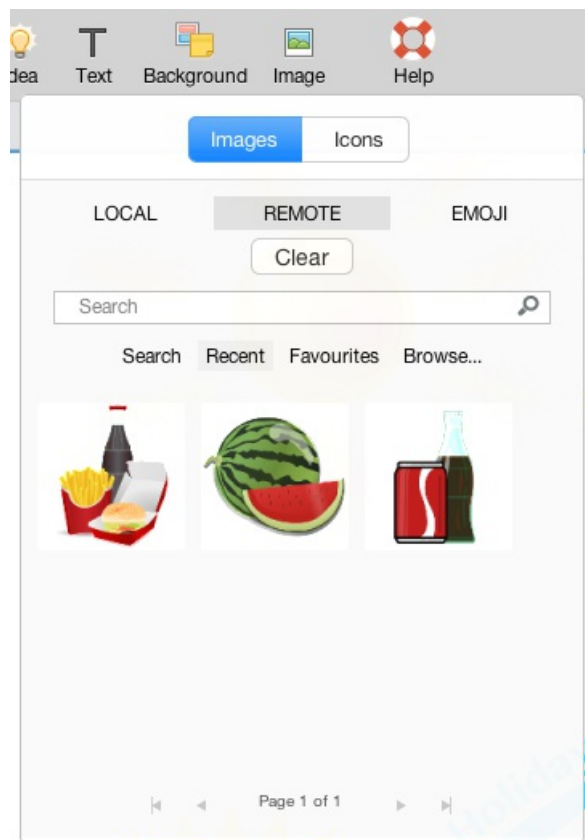 dea Text Background Image Help
Images Icons
LOCAL REMOTE EMOJI
Clear
Search
Search Recent Favourites Browse...
Page 1 of 1
Holiday